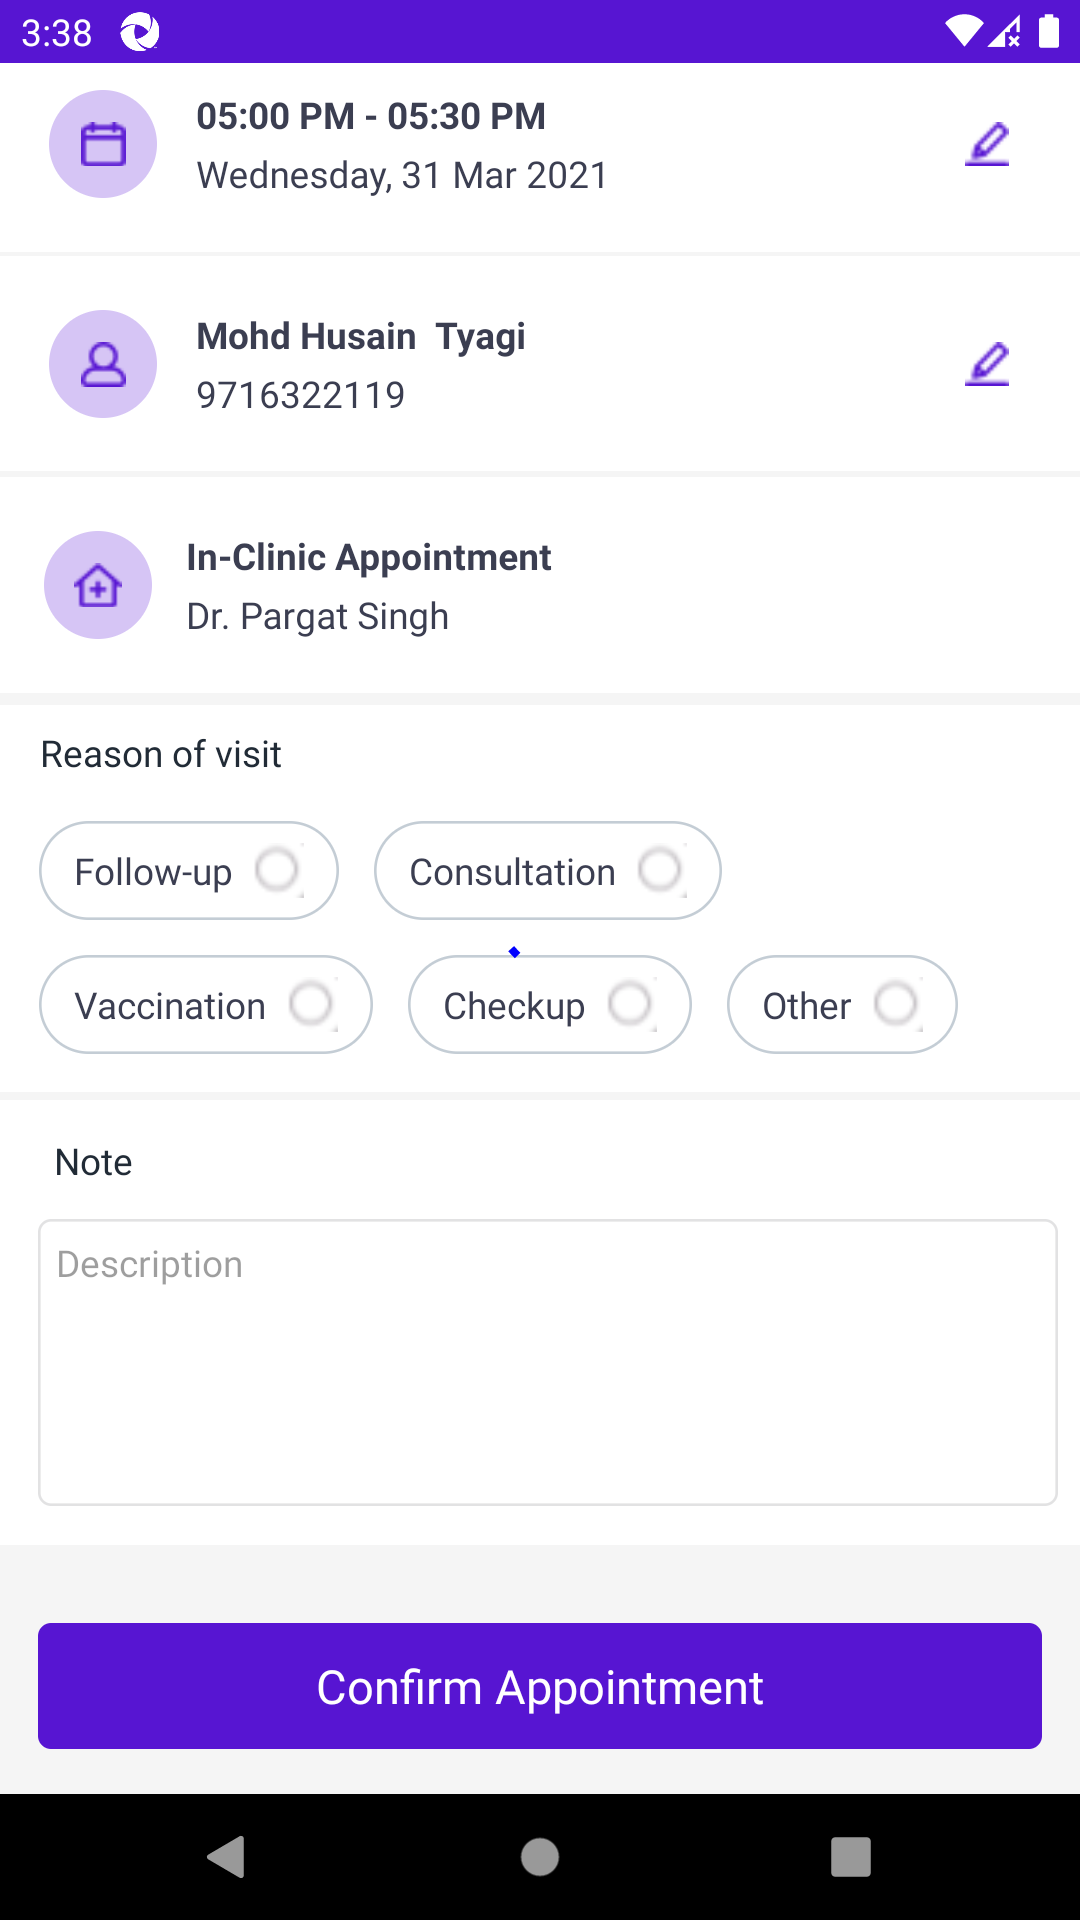 3:38
05:00 PM - 05:30 PM
Wednesday, 31 Mar 2021
Mohd Husain  Tyagi
9716322119
In-Clinic Appointment
Dr. Pargat Singh
Reason of visit
Follow-up Consultation
Vaccination Checkup Other
Note
Description
Confirm Appointment